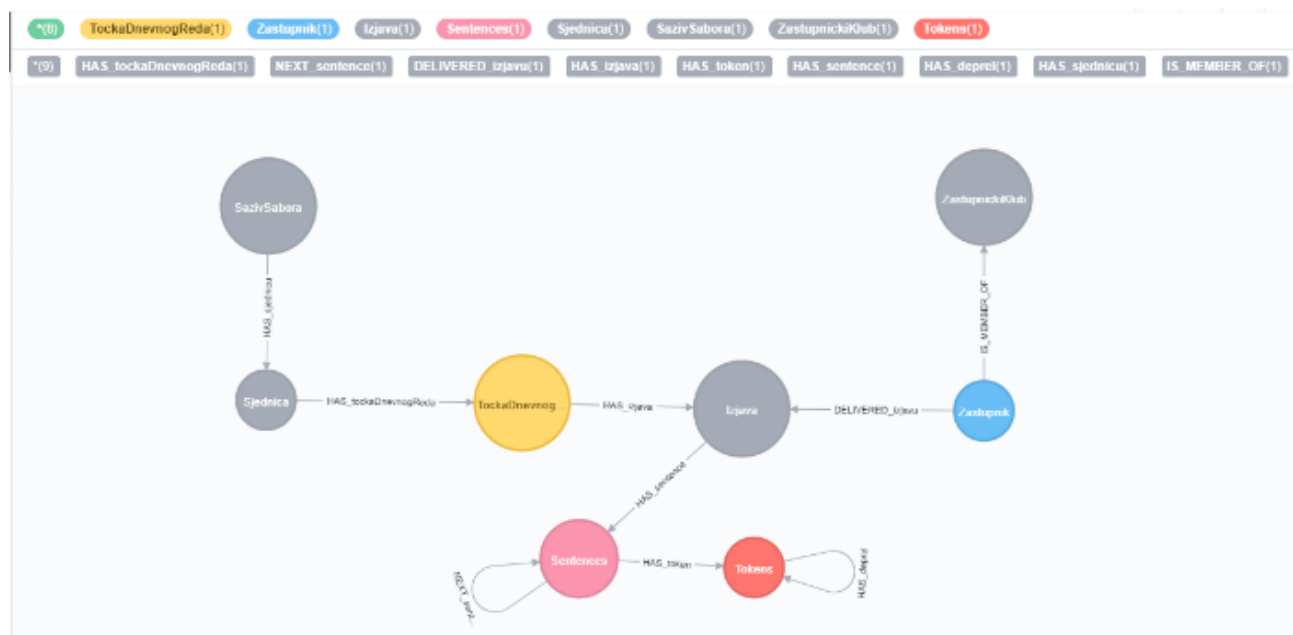 *(8) TockaDnevnogReda(1) Zastupnik(1) Izjava(1) Sentences(1) Sjednica(1) SazivSabora(1) ZastupnickiKlub(1) Tokens(1)
*(9) HAS_tockaDnevnogReda(1) NEXT_sentence(1) DELIVERED_izjavu(1) HAS_izjava(1) HAS_token(1) HAS_sentence(1) HAS_deprel(1) HAS_sjednicu(1) IS_MEMBER_OF(1)
SazivSabora
ZastupnickiKlub
HAS_sjednicu
IS_MEMBER_OF
Sjednica
HAS_tockaDnevnogReda
TockaDnevnog...
HAS_izjava
Izjava
DELIVERED_izjavu
Zastupnik
HAS_sentence
Sentences
HAS_token
Tokens
NEXT_sent...
HAS_deprel